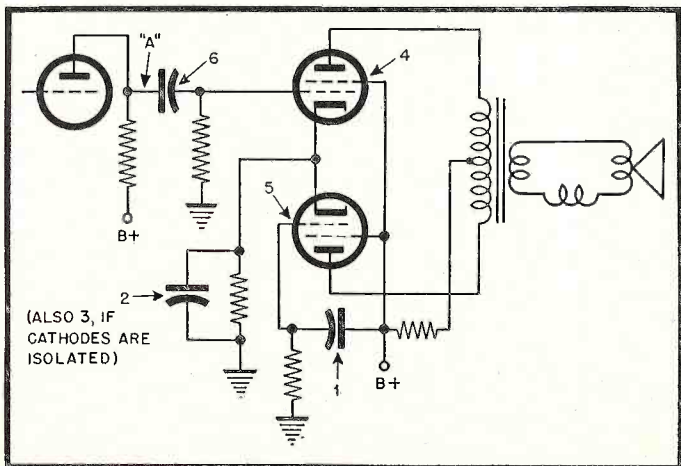 "A"
6
4
B+
5
2
(ALSO 3, IF
CATHODES ARE
ISOLATED)
1
B+